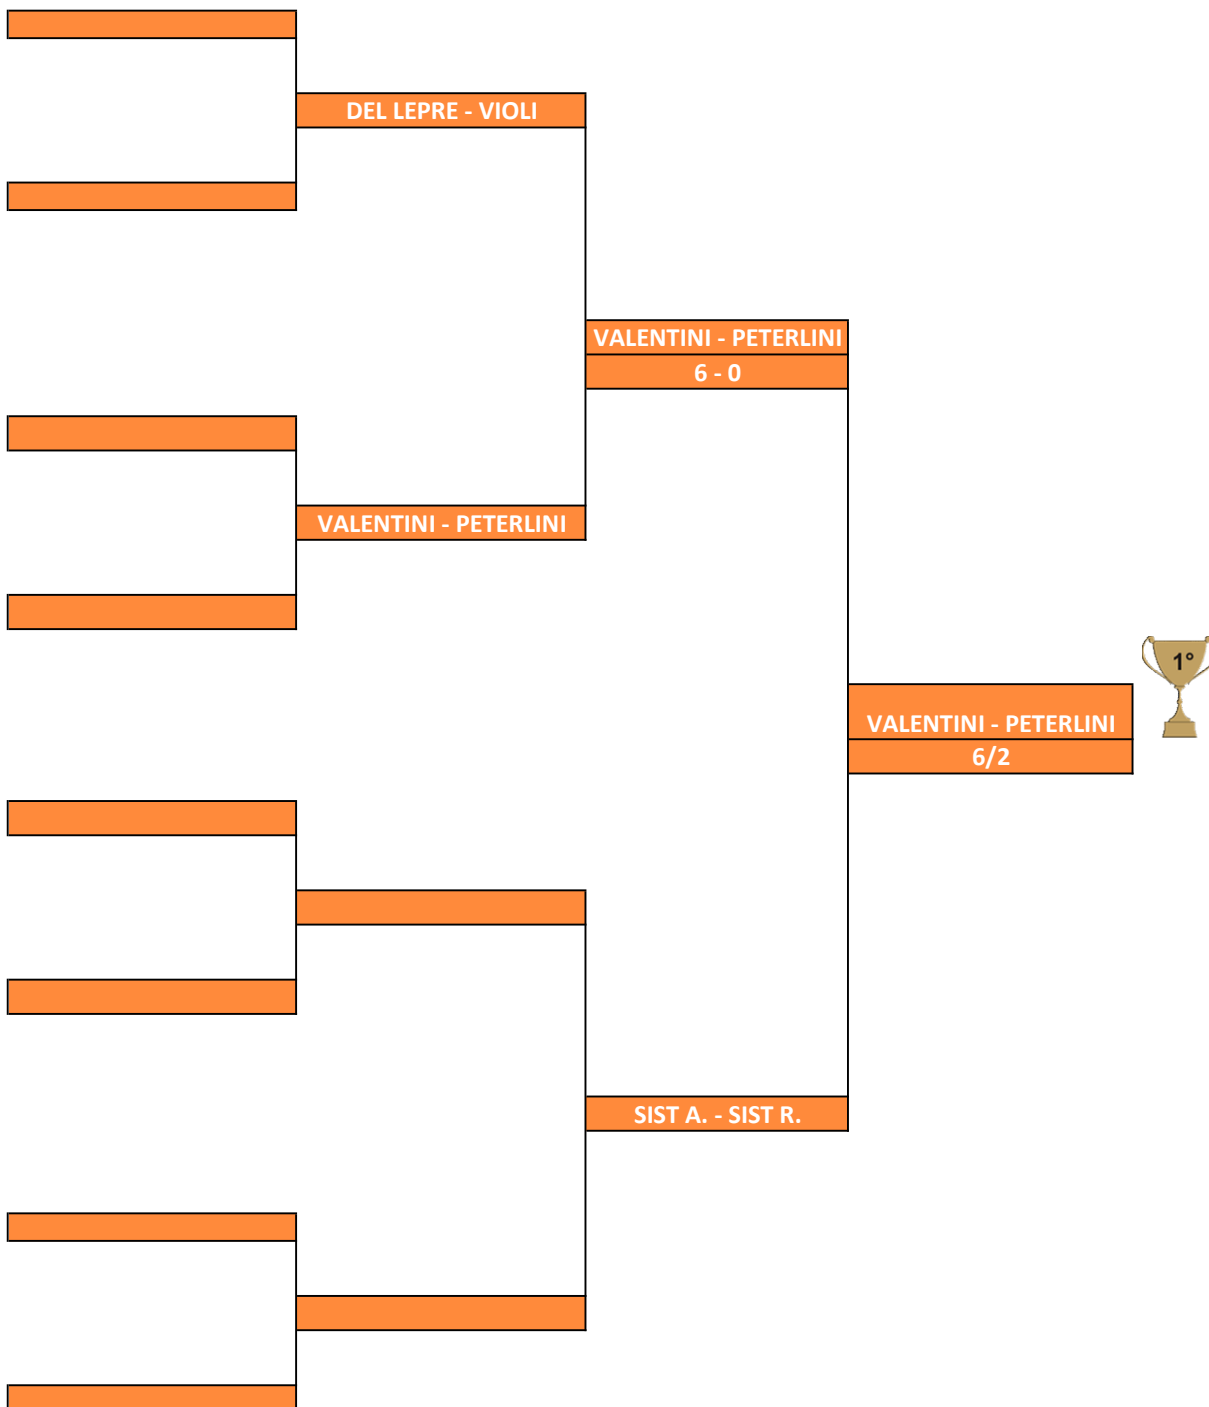 DEL LEPRE - VIOLI
VALENTINI - PETERLINI
6 - 0
VALENTINI - PETERLINI
1°
VALENTINI - PETERLINI
6/2
SIST A. - SIST R.